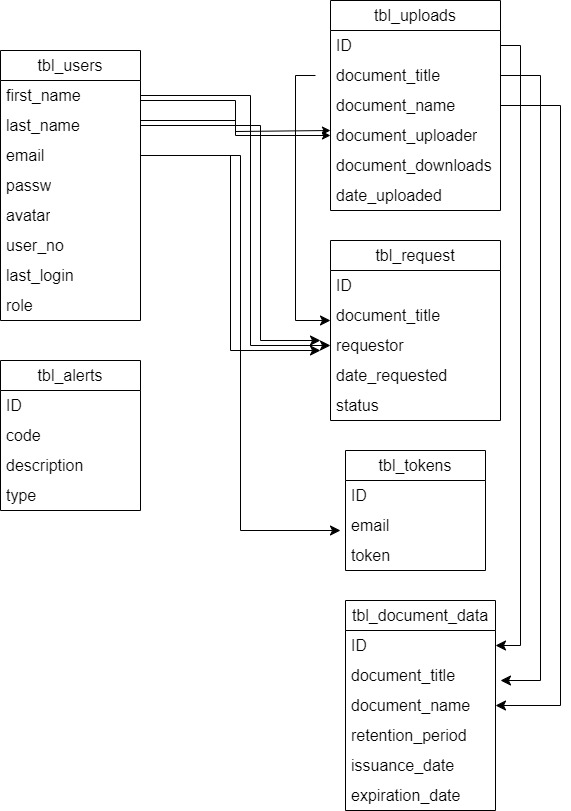 tbl_users
first_name
last_name
email
passw
avatar
user_no
last_login
role
tbl_alerts
ID
code
description
type
tbl_uploads
ID
document_title
document_name
document_uploader
document_downloads
date_uploaded
tbl_request
ID
document_title
requestor
date_requested
status
tbl_tokens
ID
email
token
tbl_document_data
ID
document_title
document_name
retention_period
issuance_date
expiration_date